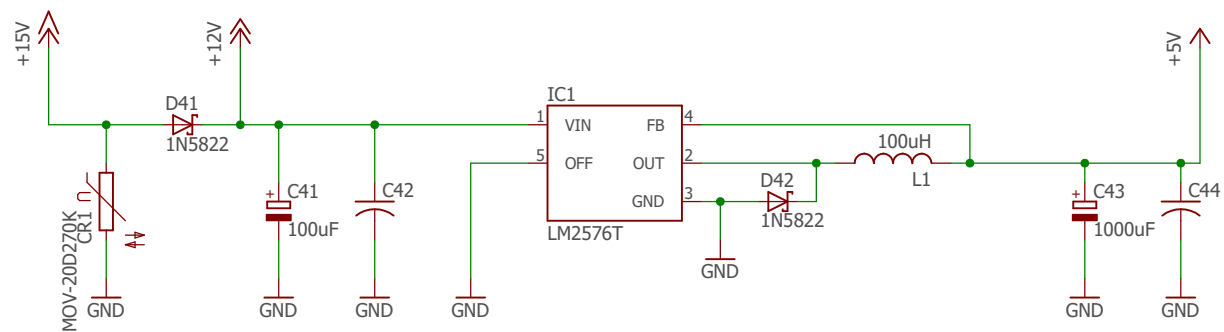 +15V
+12V
+5V
D41
1N5822
IC1
1
VIN
FB
4
5
OFF
OUT
2
GND
3
LM2576T
100uH
L1
D42
1N5822
MOV-20D270K
CR1
C41
100uF
C42
C43
1000uF
C44
GND
GND
GND
GND
GND
GND
GND